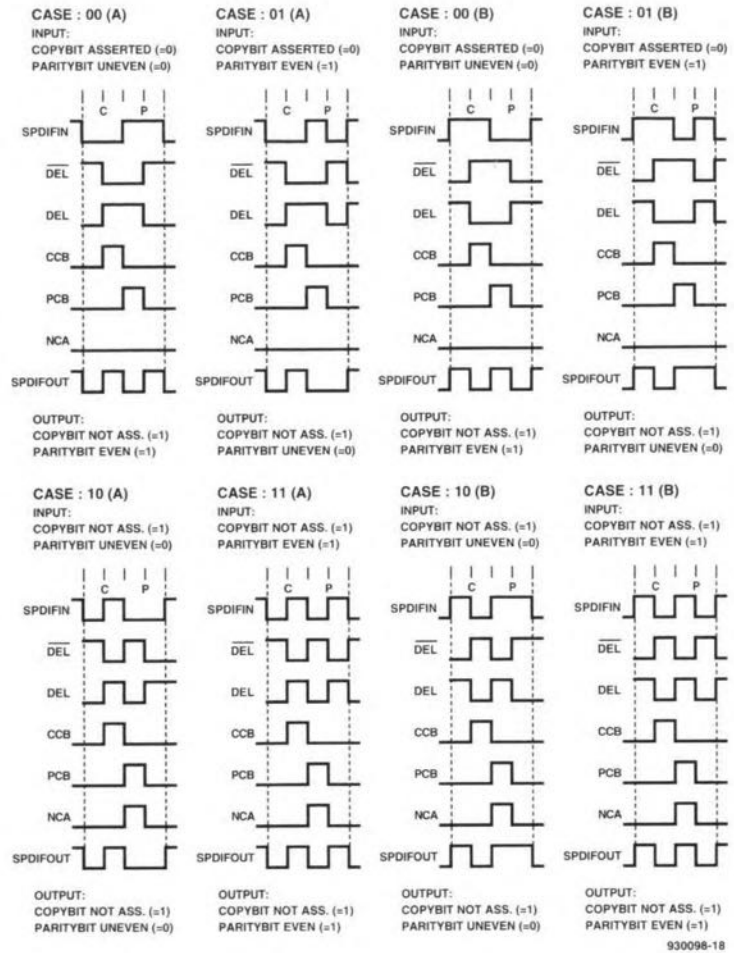 CASE : 00 (A)
INPUT:
COPYBIT ASSERTED (=0)
PARITYBIT UNEVEN (=0)
C P
SPDIFIN
DEL
DEL
CCB
PCB
NCA
SPDIFOUT
OUTPUT:
COPYBIT NOT ASS. (=1)
PARITYBIT EVEN (=1)
CASE : 01 (A)
INPUT:
COPYBIT ASSERTED (=0)
PARITYBIT EVEN (=1)
C P
SPDIFIN
DEL
DEL
CCB
PCB
NCA
SPDIFOUT
OUTPUT:
COPYBIT NOT ASS. (=1)
PARITYBIT UNEVEN (=0)
CASE : 00 (B)
INPUT:
COPYBIT ASSERTED (=0)
PARITYBIT UNEVEN (=0)
C P
SPDIFIN
DEL
DEL
CCB
PCB
NCA
SPDIFOUT
OUTPUT:
COPYBIT NOT ASS. (=1)
PARITYBIT EVEN (=1)
CASE : 01 (B)
INPUT:
COPYBIT ASSERTED (=0)
PARITYBIT EVEN (=1)
C P
SPDIFIN
DEL
DEL
CCB
PCB
NCA
SPDIFOUT
OUTPUT:
COPYBIT NOT ASS. (=1)
PARITYBIT UNEVEN (=0)
CASE : 10 (A)
INPUT:
COPYBIT NOT ASS. (=1)
PARITYBIT UNEVEN (=0)
C P
SPDIFIN
DEL
DEL
CCB
PCB
NCA
SPDIFOUT
OUTPUT:
COPYBIT NOT ASS. (=1)
PARITYBIT UNEVEN (=0)
CASE : 11 (A)
INPUT:
COPYBIT NOT ASS. (=1)
PARITYBIT EVEN (=1)
C P
SPDIFIN
DEL
DEL
CCB
PCB
NCA
SPDIFOUT
OUTPUT:
COPYBIT NOT ASS. (=1)
PARITYBIT EVEN (=1)
CASE : 10 (B)
INPUT:
COPYBIT NOT ASS. (=1)
PARITYBIT UNEVEN (=0)
C P
SPDIFIN
DEL
DEL
CCB
PCB
NCA
SPDIFOUT
OUTPUT:
COPYBIT NOT ASS. (=1)
PARITYBIT UNEVEN (=0)
CASE : 11 (B)
INPUT:
COPYBIT NOT ASS. (=1)
PARITYBIT EVEN (=1)
C P
SPDIFIN
DEL
DEL
CCB
PCB
NCA
SPDIFOUT
OUTPUT:
COPYBIT NOT ASS. (=1)
PARITYBIT EVEN (=1)
930098-18